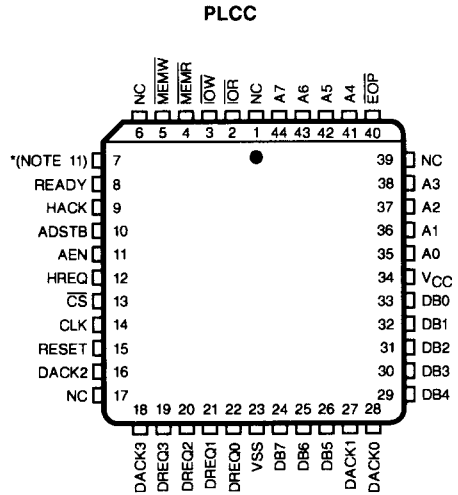 PLCC
NC
MEMW
MEMR
IOW
IOR
NC
A7
A6
A5
A4
EOP
6 5 4 3 2 1 44 43 42 41 40
*(NOTE 11) 7
READY 8
HACK 9
ADSTB 10
AEN 11
HREQ 12
CS 13
CLK 14
RESET 15
DACK2 16
NC 17
39 NC
38 A3
37 A2
36 A1
35 A0
34 VCC
33 DB0
32 DB1
31 DB2
30 DB3
29 DB4
18 19 20 21 22 23 24 25 26 27 28
DACK3
DREQ3
DREQ2
DREQ1
DREQ0
VSS
DB7
DB6
DB5
DACK1
DACK0